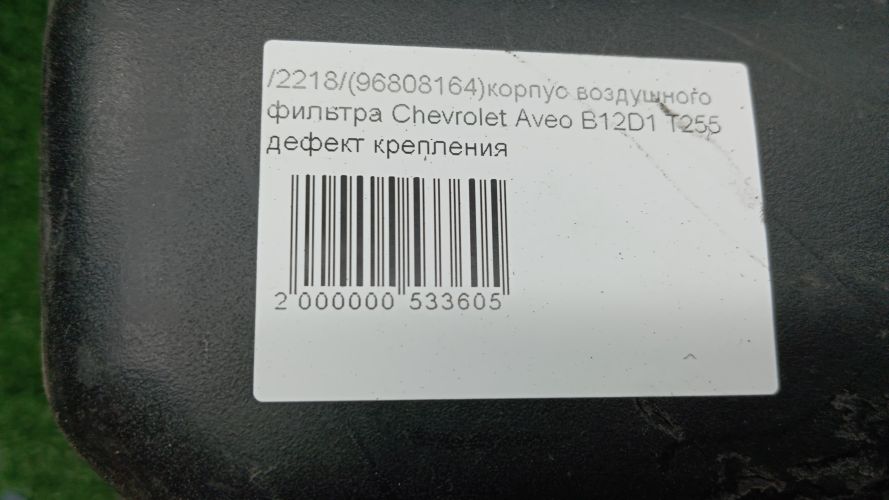 /2218/(96808164)корпус воздушного
фильтра Chevrolet Aveo B12D1 T255
дефект крепления
2 000000 533605